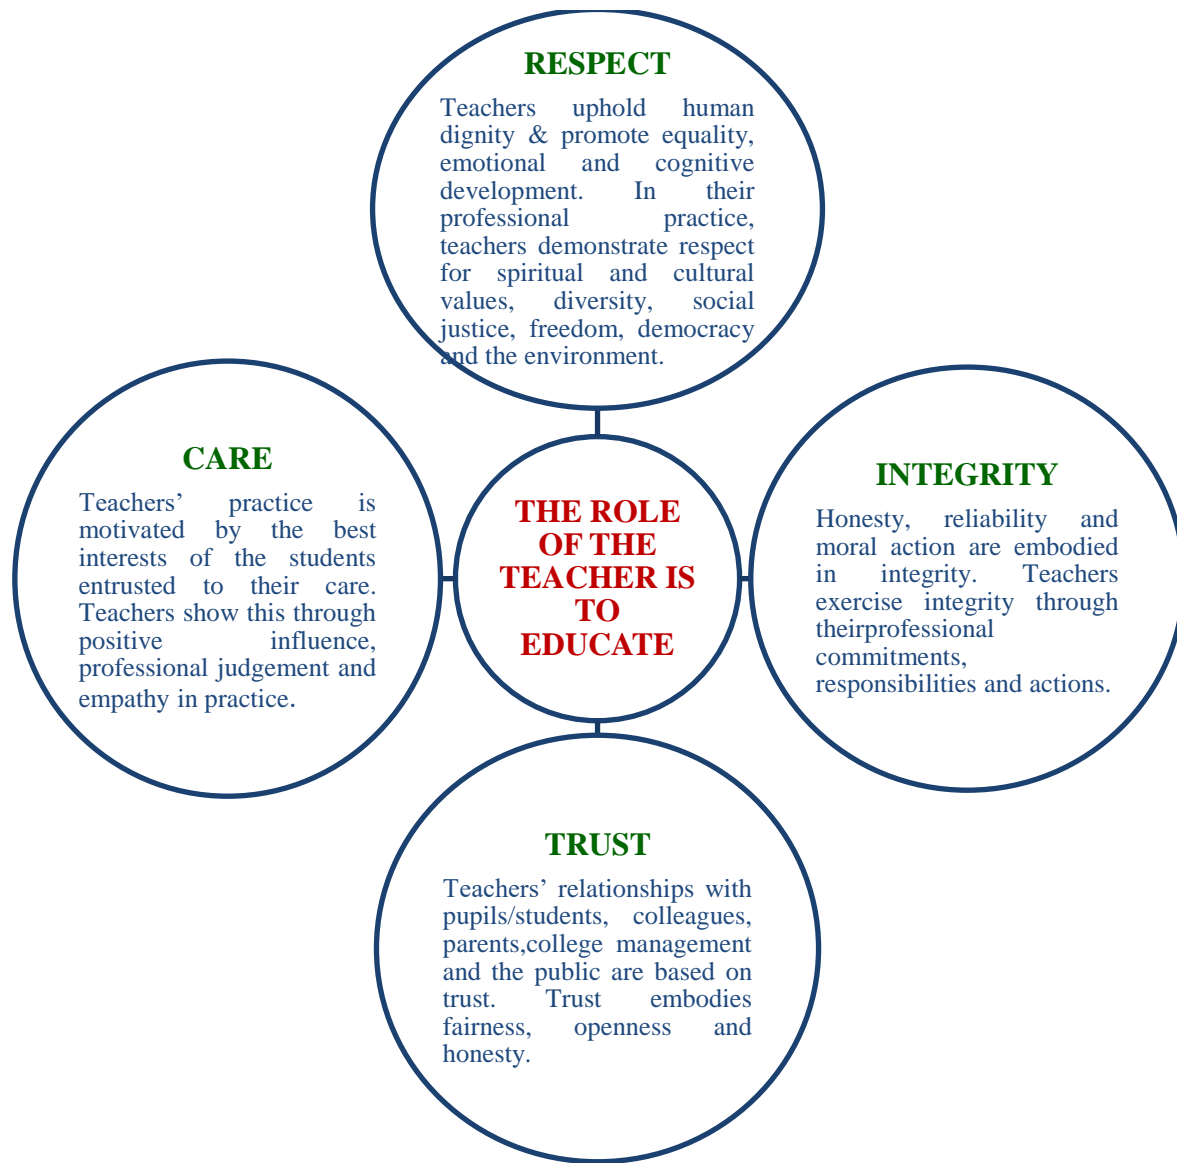 RESPECT
Teachers uphold human
dignity & promote equality,
emotional and cognitive
development. In their
professional practice,
teachers demonstrate respect
for spiritual and cultural
values, diversity, social
justice, freedom, democracy
and the environment.
CARE
Teachers’ practice is
motivated by the best
interests of the students
entrusted to their care.
Teachers show this through
positive influence,
professional judgement and
empathy in practice.
THE ROLE
OF THE
TEACHER IS
TO
EDUCATE
INTEGRITY
Honesty, reliability and
moral action are embodied
in integrity. Teachers
exercise integrity through
theirprofessional
commitments,
responsibilities and actions.
TRUST
Teachers’ relationships with
pupils/students, colleagues,
parents,college management
and the public are based on
trust. Trust embodies
fairness, openness and
honesty.